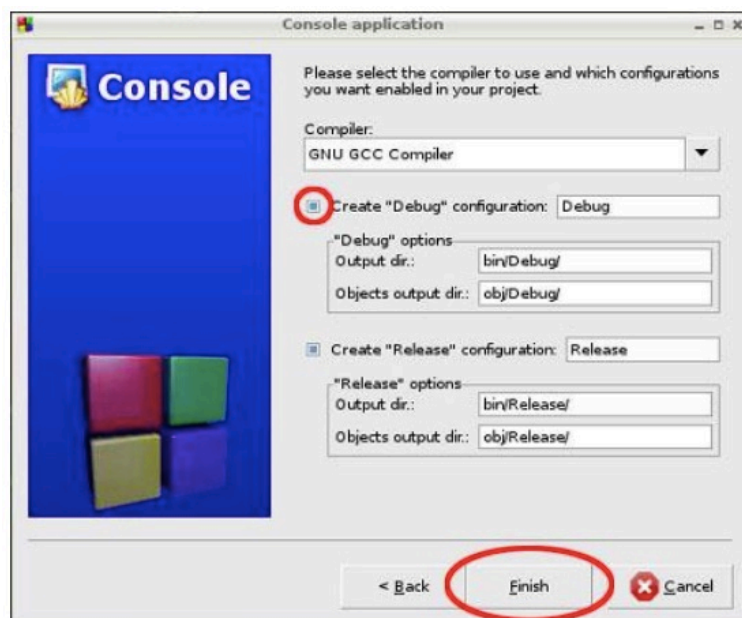 Console application
Console
Please select the compiler to use and which configurations
you want enabled in your project.
Compiler:
GNU GCC Compiler
Create "Debug" configuration: Debug
"Debug" options
Output dir.: bin/Debug/
Objects output dir.: obj/Debug/
Create "Release" configuration: Release
"Release" options
Output dir.: bin/Release/
Objects output dir.: obj/Release/
< Back
Finish
Cancel